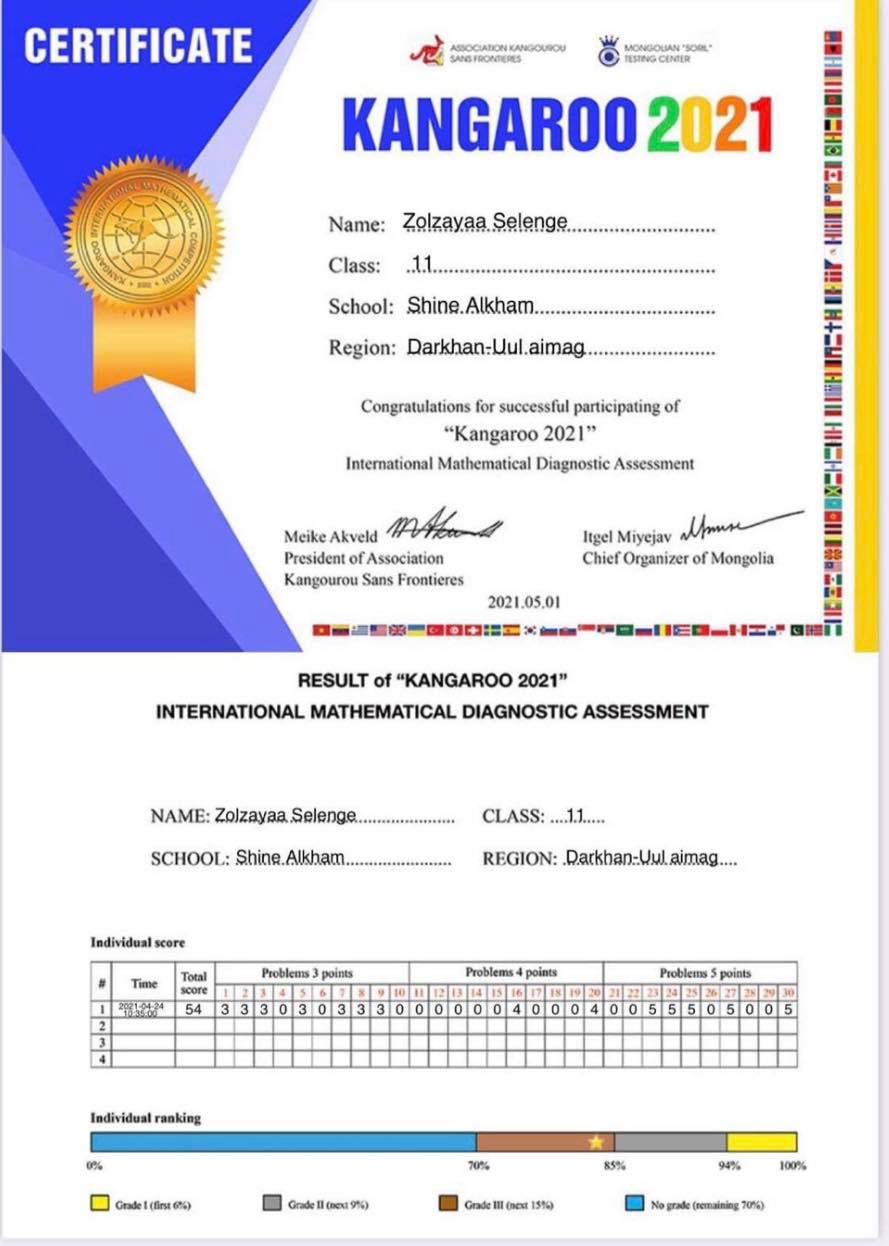 CERTIFICATE
ASSOCIATION KANGOUROU
SANS FRONTIERES
MONGOLIAN "SORIL"
TESTING CENTER
KANGAROO 2021
KANGAROO INTERNATIONAL MATHEMATICAL COMPETITION
Name: Zolzayaa Selenge
Class: 11
School: Shine Alkham
Region: Darkhan-Uul aimag
Congratulations for successful participating of
“Kangaroo 2021”
International Mathematical Diagnostic Assessment
Meike Akveld
President of Association
Kangourou Sans Frontieres
Itgel Miyejav
Chief Organizer of Mongolia
2021.05.01
RESULT of “KANGAROO 2021”
INTERNATIONAL MATHEMATICAL DIAGNOSTIC ASSESSMENT
NAME: Zolzayaa Selenge CLASS: 11
SCHOOL: Shine Alkham REGION: Darkhan-Uul aimag
Individual score
# Time Total score Problems 3 points Problems 4 points Problems 5 points
1 2 3 4 5 6 7 8 9 10 11 12 13 14 15 16 17 18 19 20 21 22 23 24 25 26 27 28 29 30
1 2021-04-24 10:35:00 54 3 3 3 0 3 0 3 3 3 0 0 0 0 0 0 4 0 0 0 4 0 0 5 5 5 0 5 0 0 5
2
3
4
Individual ranking
0% 70% 85% 94% 100%
Grade I (first 6%) Grade II (next 9%) Grade III (next 15%) No grade (remaining 70%)